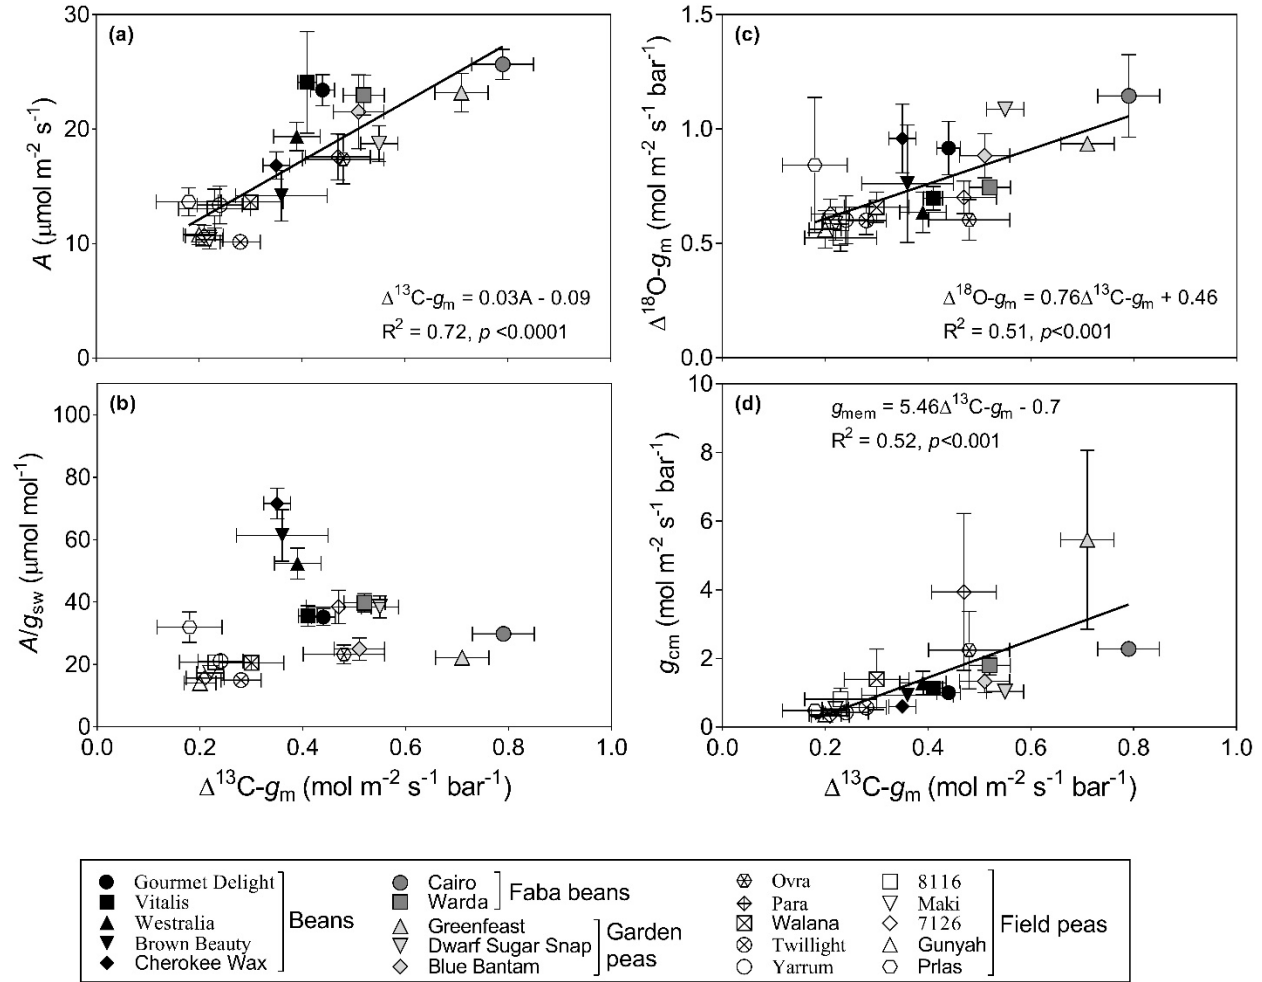 (a)
30
20
10
0
A (μmol m⁻² s⁻¹)
Δ¹³C-gₘ = 0.03A - 0.09
R² = 0.72, p <0.0001
(c)
1.5
1.0
0.5
0.0
Δ¹⁸O-gₘ (mol m⁻² s⁻¹ bar⁻¹)
Δ¹⁸O-gₘ = 0.76Δ¹³C-gₘ + 0.46
R² = 0.51, p<0.001
(b)
100
80
60
40
20
0
A/g_sw (μmol mol⁻¹)
0.0 0.2 0.4 0.6 0.8 1.0
Δ¹³C-gₘ (mol m⁻² s⁻¹ bar⁻¹)
(d)
10
8
6
4
2
0
g_cm (mol m⁻² s⁻¹ bar⁻¹)
g_mem = 5.46Δ¹³C-gₘ - 0.7
R² = 0.52, p<0.001
0.0 0.2 0.4 0.6 0.8 1.0
Δ¹³C-gₘ (mol m⁻² s⁻¹ bar⁻¹)
Gourmet Delight
Vitalis
Westralia
Brown Beauty
Cherokee Wax
Beans
Cairo
Warda
Faba beans
Greenfeast
Dwarf Sugar Snap
Blue Bantam
Garden
peas
Ovra
Para
Walana
Twillight
Yarrum
8116
Maki
7126
Gunyah
Prlas
Field peas